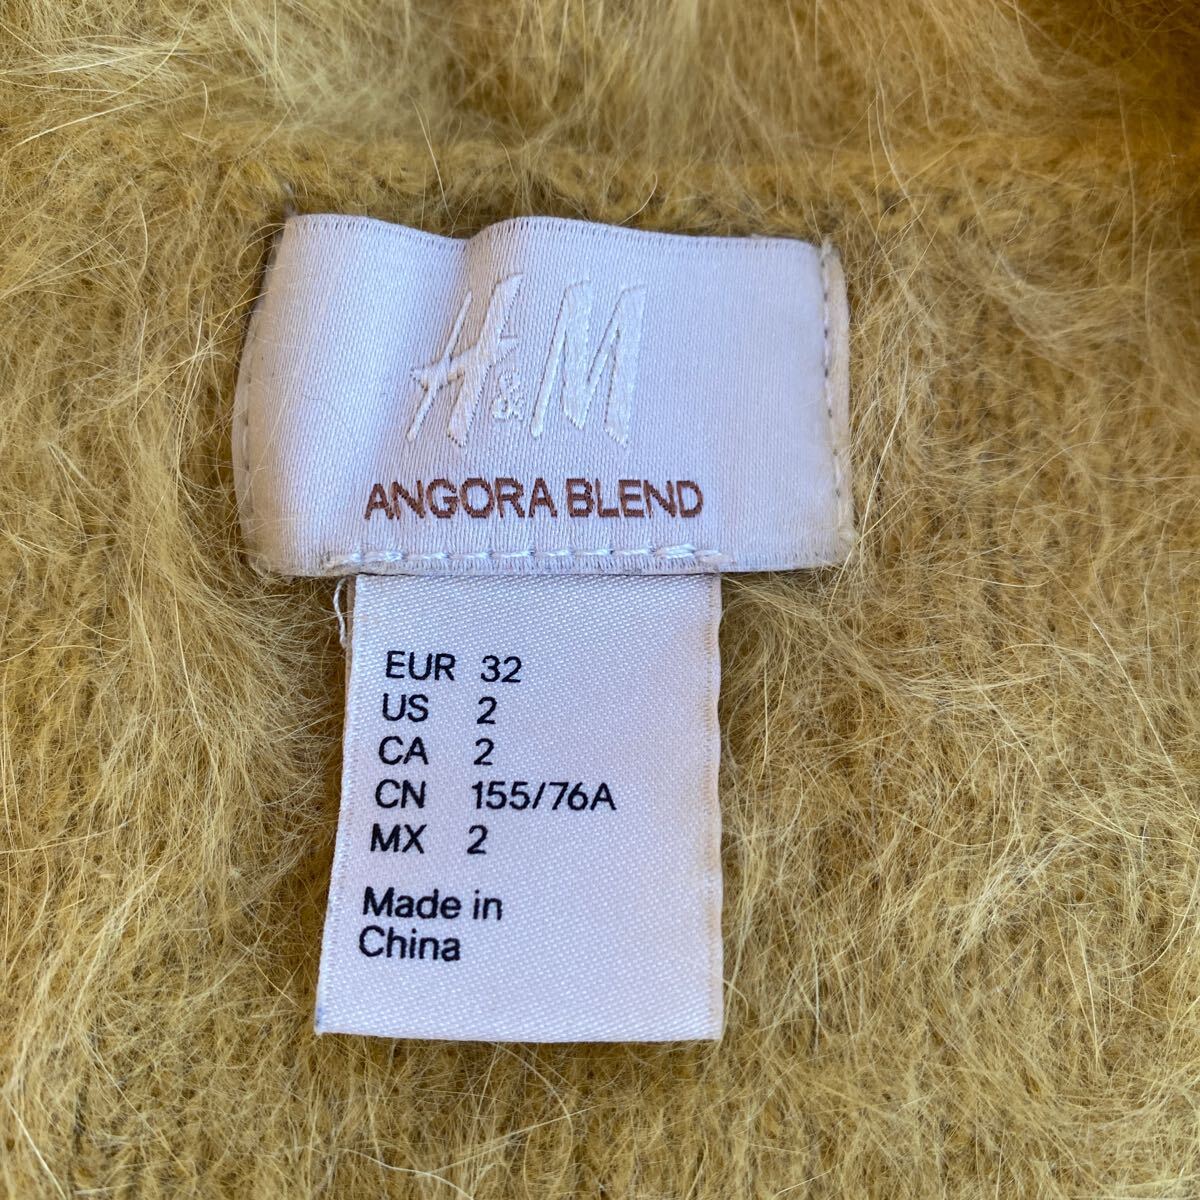 H&M
ANGORA BLEND
EUR 32
US 2
CA 2
CN 155/76A
MX 2
Made in
China